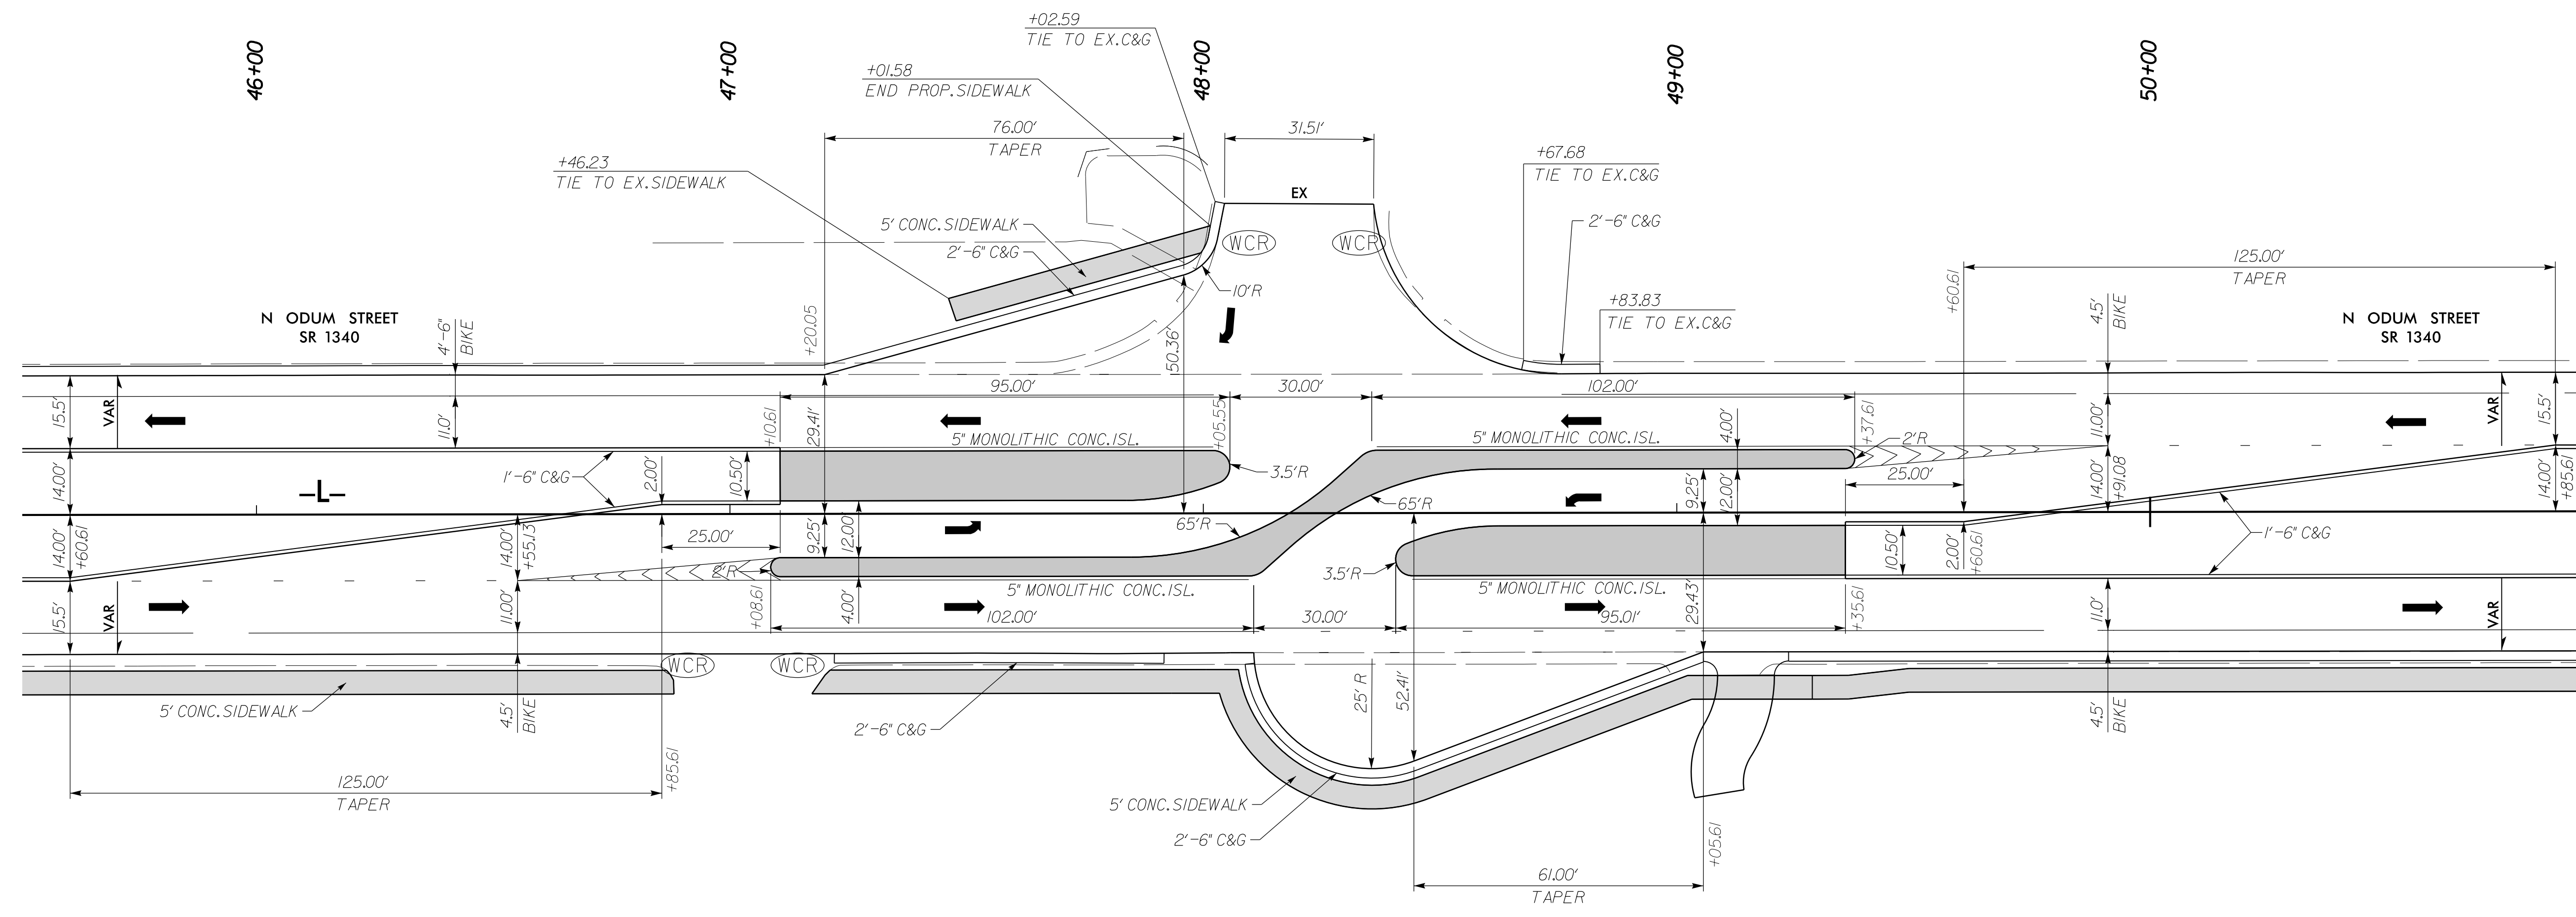 +02.59
TIE TO EX.C&G
46+00
47+00
48+00
49+00
50+00
+01.58
END PROP.SIDEWALK
76.00'
TAPER
31.51'
+46.23
TIE TO EX.SIDEWALK
+67.68
TIE TO EX.C&G
EX
5' CONC.SIDEWALK
2'-6" C&G
2'-6" C&G
WCR
WCR
125.00'
TAPER
10'R
+83.83
TIE TO EX.C&G
N ODUM STREET
SR 1340
N ODUM STREET
SR 1340
4'-6"
BIKE
+20.05
50.36'
+60.61
4.5'
BIKE
95.00'
30.00'
102.00'
15.5'
VAR
11.0'
+10.61
29.41'
+05.55
4.00'
+37.61
11.00'
VAR
15.5'
5" MONOLITHIC CONC.ISL.
5" MONOLITHIC CONC.ISL.
2'R
1'-6" C&G
3.5'R
25.00'
14.00'
-L-
2.00'
10.50'
65'R
9.25'
12.00'
14.00'
+91.08
14.00'
+85.61
65'R
14.00'
+60.61
14.00'
+55.13
25.00'
9.25'
12.00'
10.50'
2.00'
+60.61
1'-6" C&G
2'R
3.5'R
5" MONOLITHIC CONC.ISL.
5" MONOLITHIC CONC.ISL.
15.5'
VAR
11.00'
+08.61
4.00'
102.00'
30.00'
29.43'
95.01'
+35.61
11.0'
VAR
WCR
WCR
5' CONC.SIDEWALK
4.5'
BIKE
2'-6" C&G
25' R
52.41'
4.5'
BIKE
125.00'
TAPER
+85.61
5' CONC.SIDEWALK
2'-6" C&G
+05.61
61.00'
TAPER